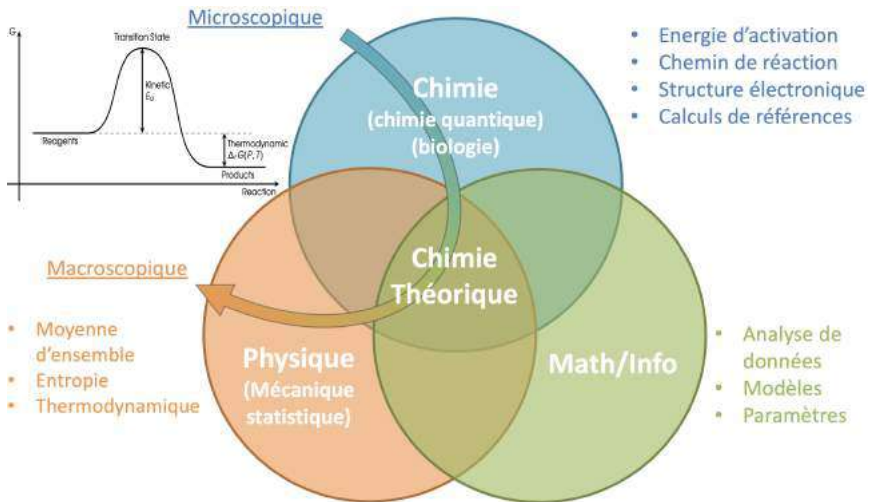 Microscopique
G
Transition State
Kinetic
Ea
Reagents
Thermodynamic
ΔrG(P,T)
Products
Reaction
Chimie
(chimie quantique)
(biologie)
• Energie d'activation
• Chemin de réaction
• Structure électronique
• Calculs de références
Chimie
Théorique
Macroscopique
• Moyenne
d'ensemble
• Entropie
• Thermodynamique
Physique
(Mécanique
statistique)
Math/Info
• Analyse de
données
• Modèles
• Paramètres